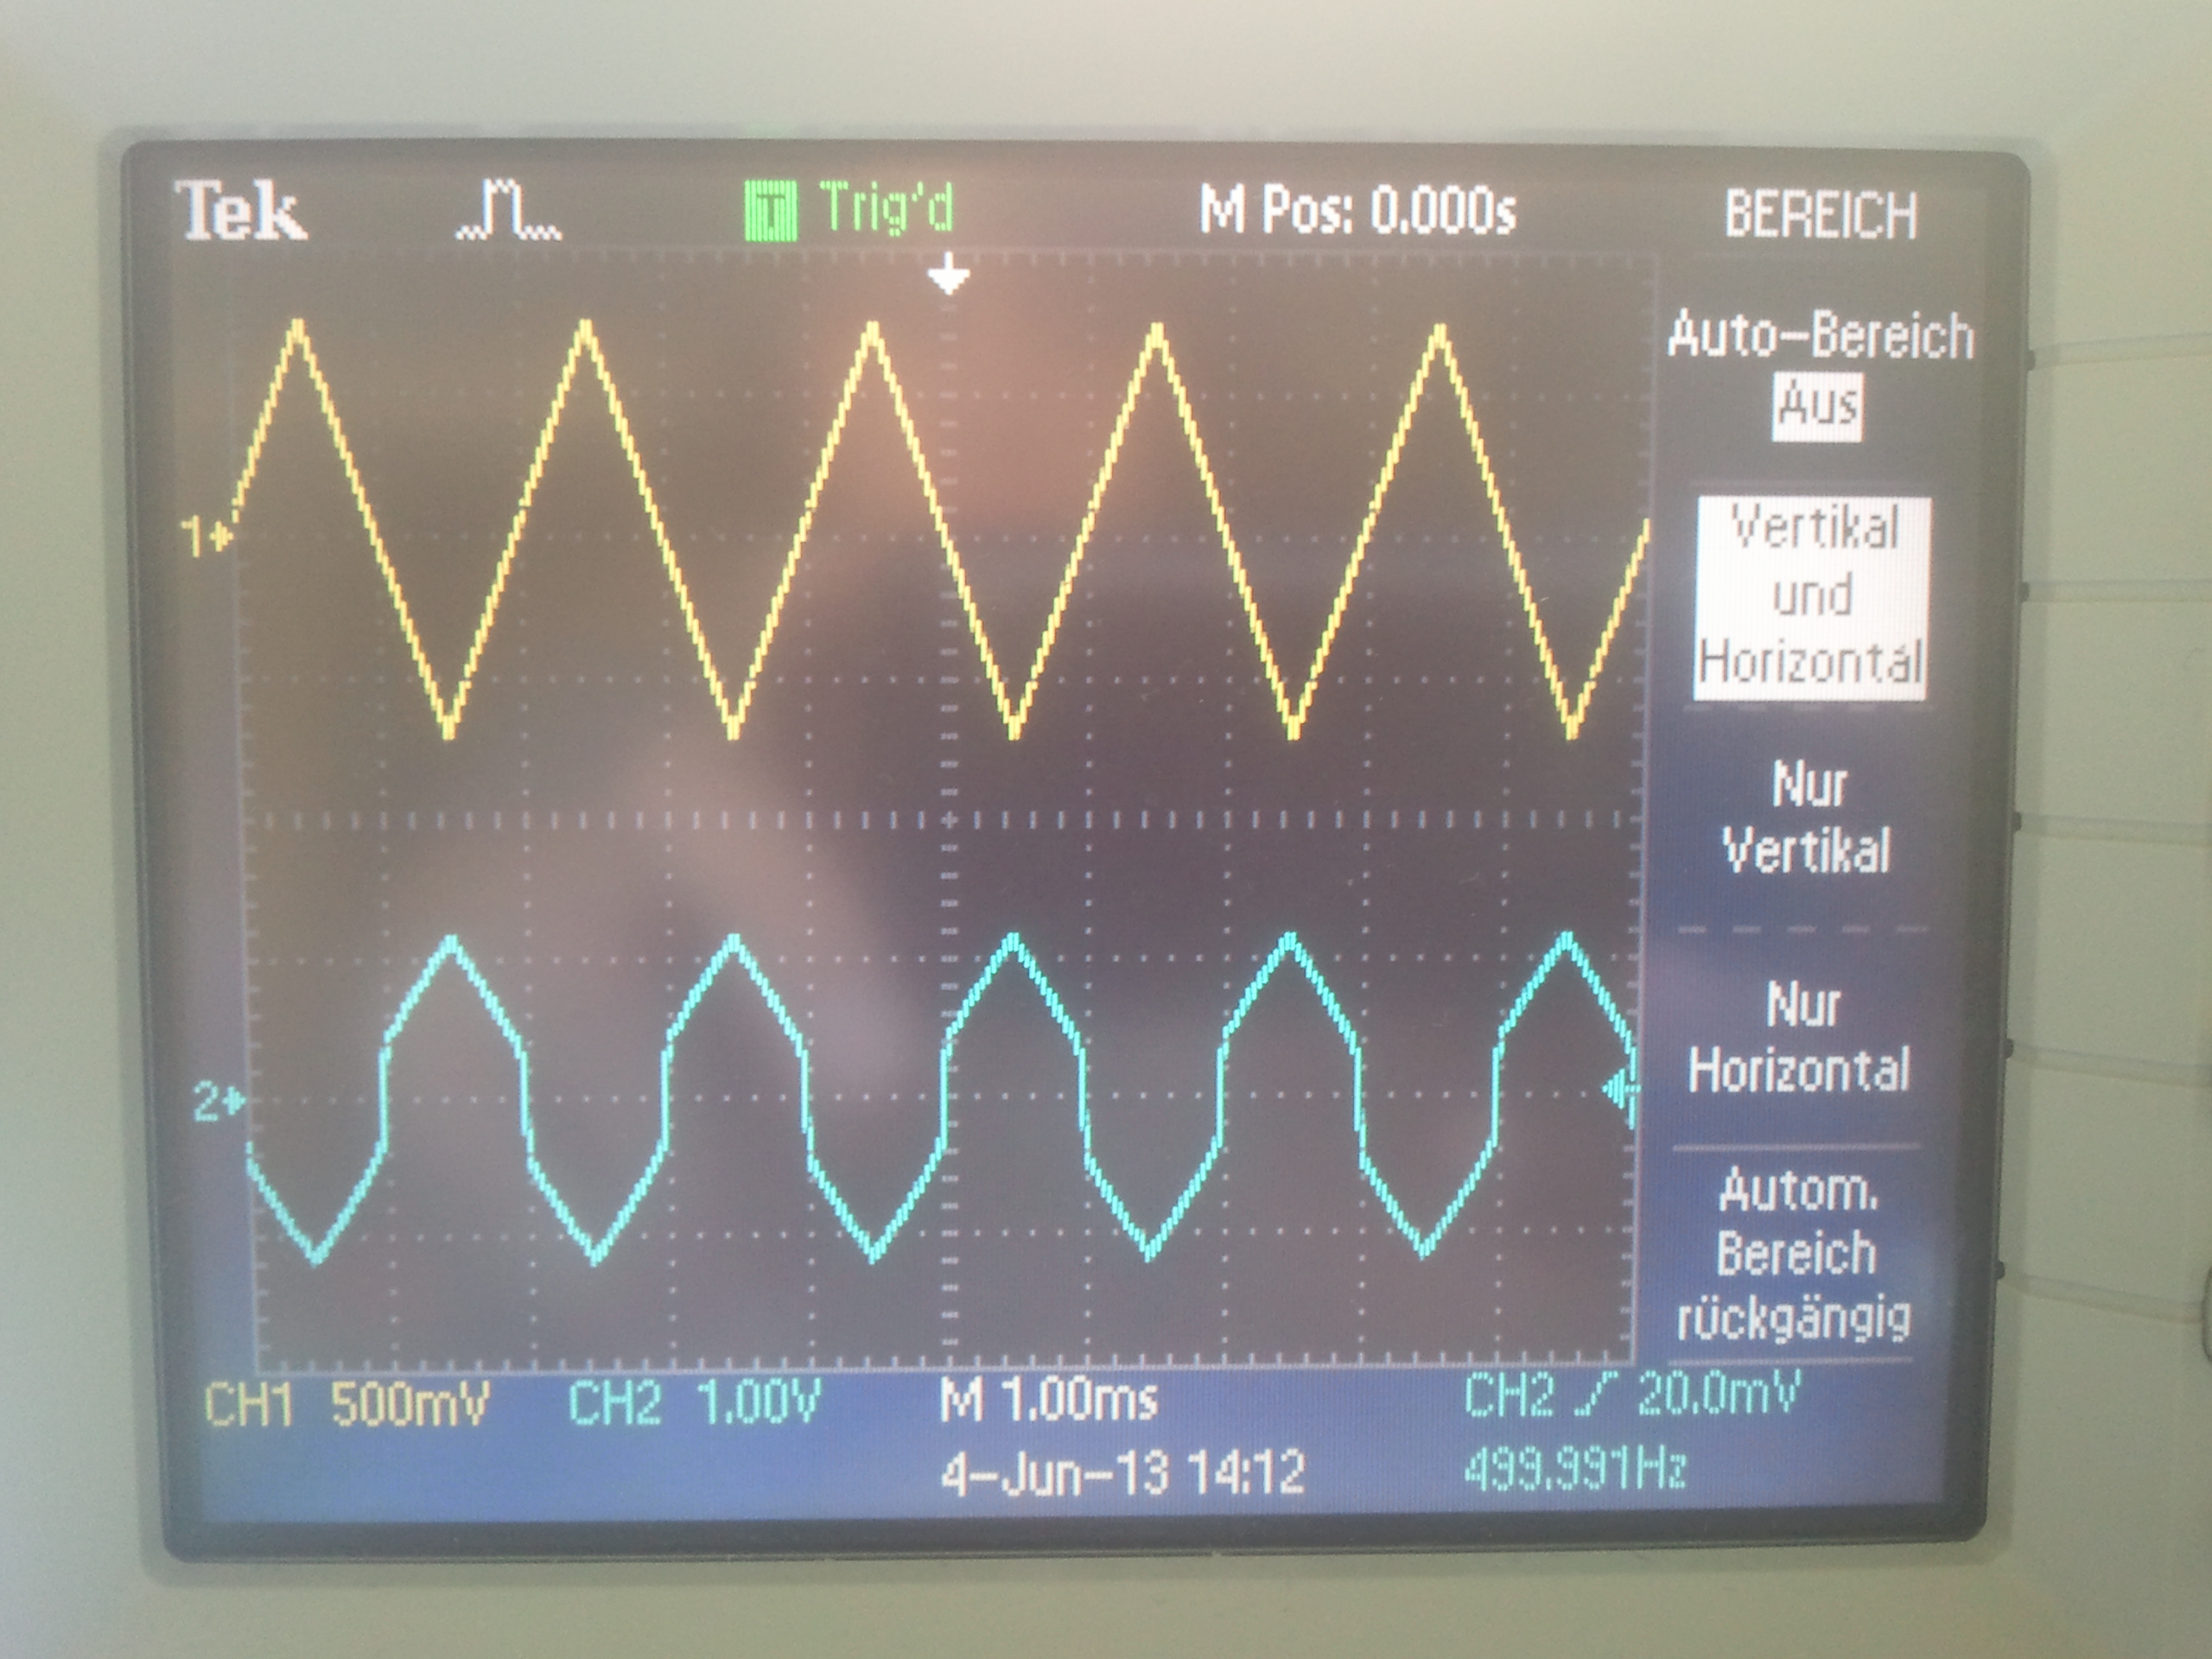 Tek T Trig'd M Pos: 0.000s BEREICH
Auto-Bereich
Aus
1
Vertikal
und
Horizontal
Nur
Vertikal
Nur
Horizontal
2
Autom.
Bereich
rückgängig
CH1 500mV CH2 1.00V M 1.00ms CH2 20.0mV
4-Jun-13 14:12 499.991Hz